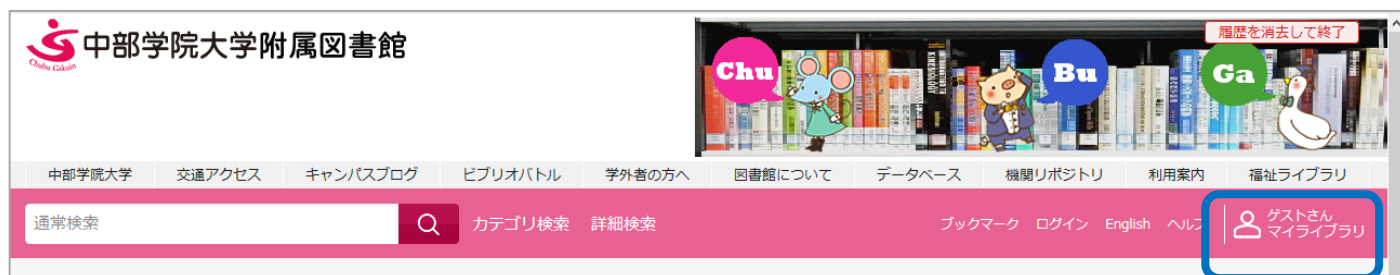 中部学院大学附属図書館
Chubu Gakuin
履歴を消去して終了
Chu
Bu
Ga
中部学院大学 交通アクセス キャンパスブログ ビブリオバトル 学外者の方へ 図書館について データベース 機関リポジトリ 利用案内 福祉ライブラリ
通常検索 カテゴリ検索 詳細検索 ブックマーク ログイン English ヘルプ ゲストさん
マイライブラリ